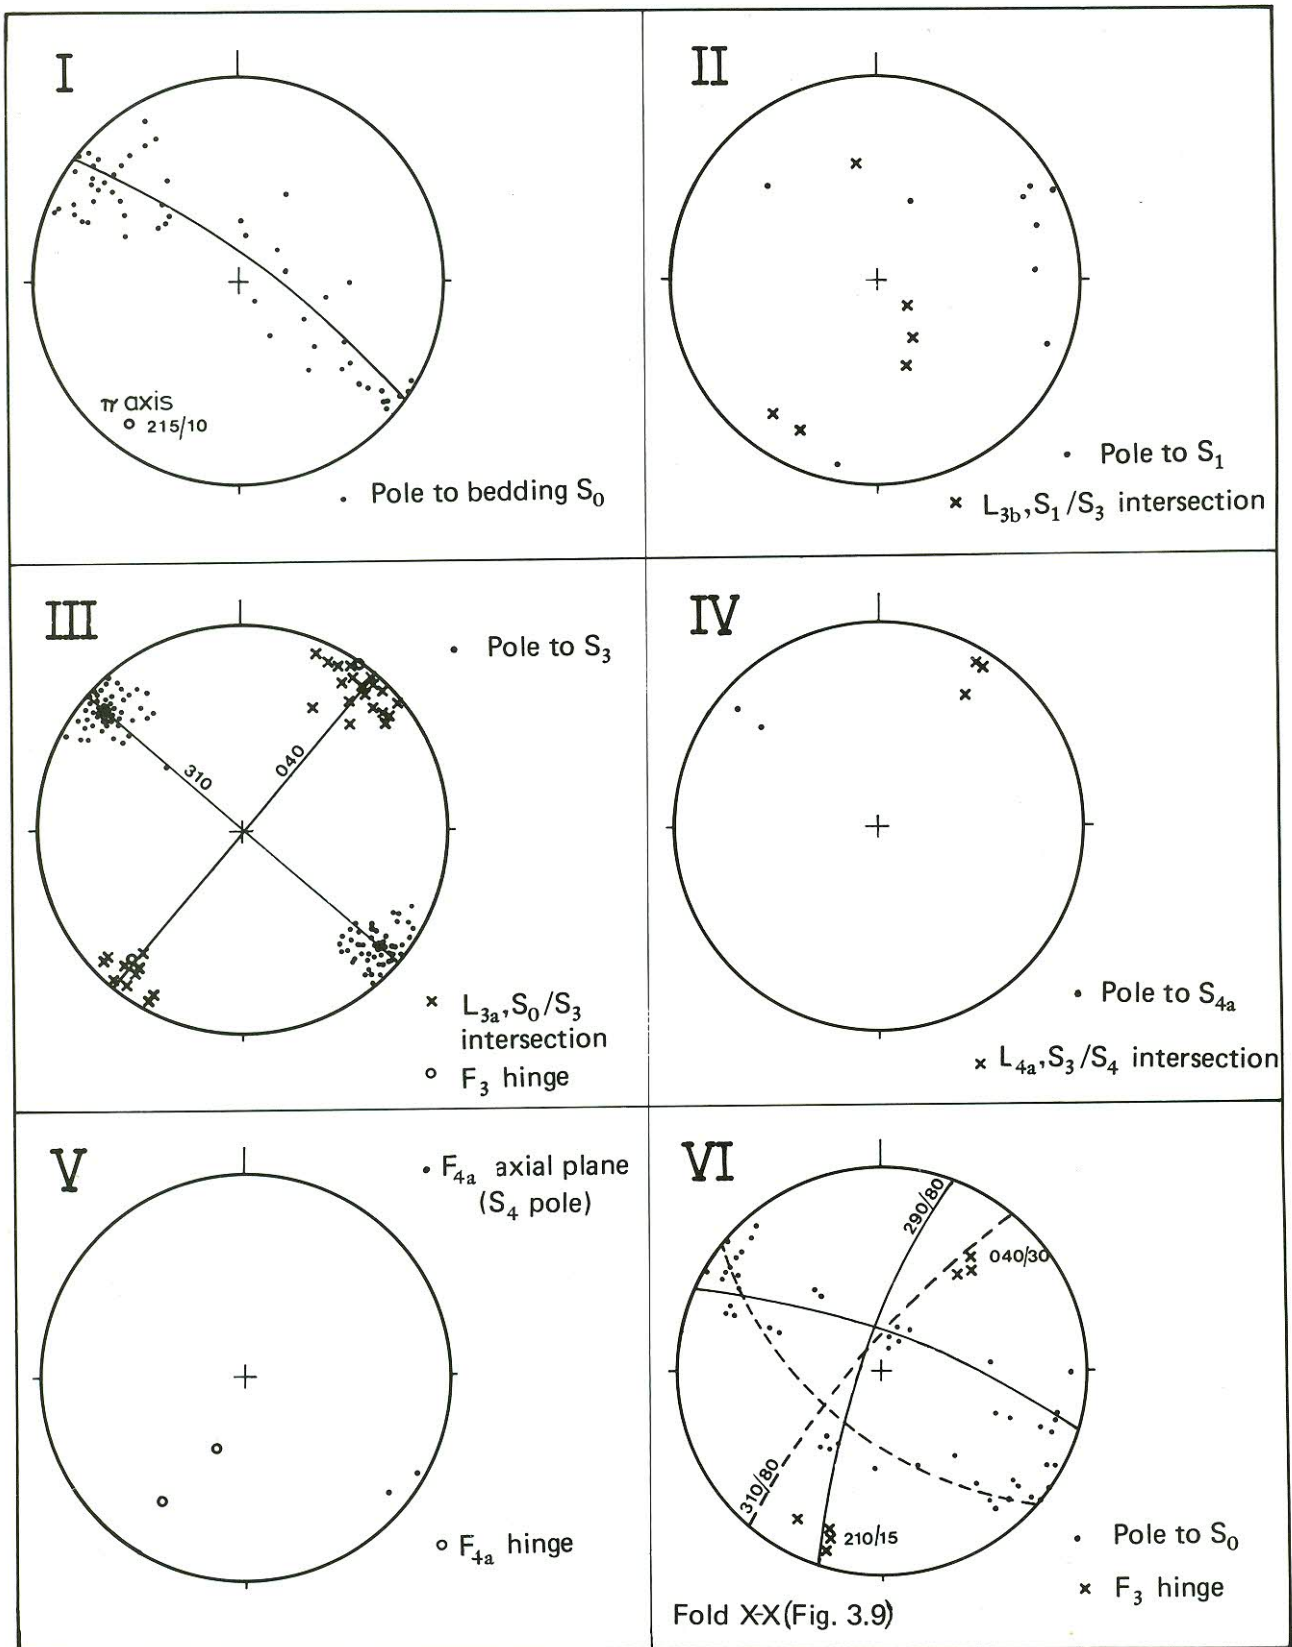 I
π axis
215/10
Pole to bedding S0
II
Pole to S1
L3b,S1/S3 intersection
III
Pole to S3
310
040
L3a,S0/S3
intersection
F3 hinge
IV
Pole to S4a
L4a,S3/S4 intersection
V
F4a axial plane
(S4 pole)
F4a hinge
VI
290/80
040/30
310/80
210/15
Pole to S0
F3 hinge
Fold X-X(Fig. 3.9)